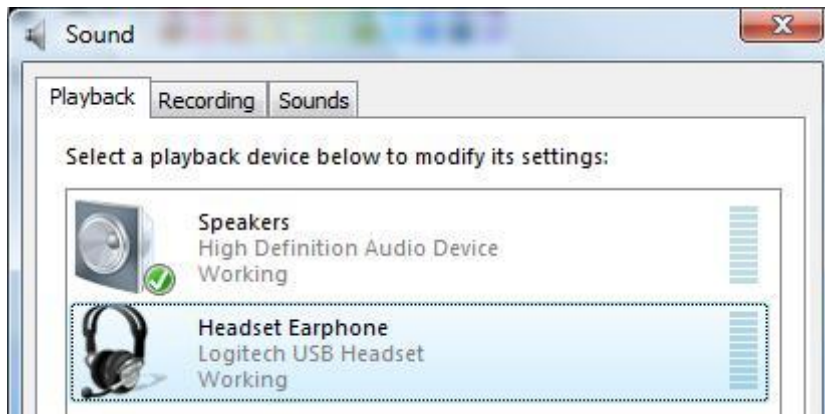 Sound
Playback Recording Sounds
Select a playback device below to modify its settings:
Speakers
High Definition Audio Device
Working
Headset Earphone
Logitech USB Headset
Working